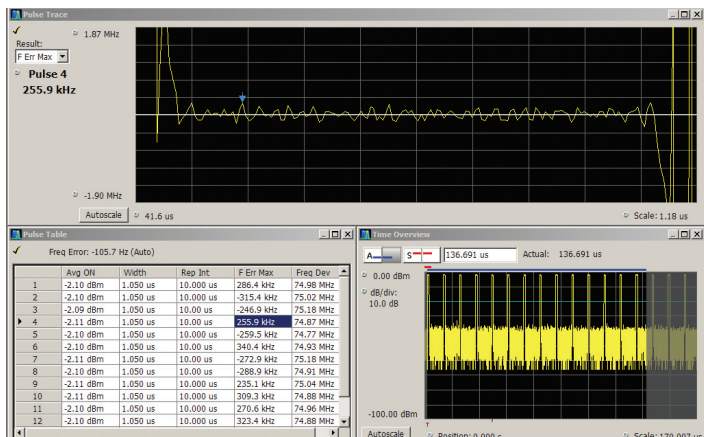 Pulse Trace
Result:
1.87 MHz
F Err Max
Pulse 4
255.9 kHz
-1.90 MHz
Autoscale 41.6 us Scale: 1.18 us
Pulse Table
Freq Error: -105.7 Hz (Auto)
Avg ON Width Rep Int F Err Max Freq Dev
1 -2.10 dBm 1.050 us 10.000 us 286.4 kHz 74.98 MHz
2 -2.10 dBm 1.050 us 10.000 us -315.4 kHz 75.02 MHz
3 -2.09 dBm 1.050 us 10.000 us -246.9 kHz 75.18 MHz
4 -2.11 dBm 1.050 us 10.000 us 255.9 kHz 74.87 MHz
5 -2.10 dBm 1.050 us 10.000 us -259.5 kHz 74.77 MHz
6 -2.10 dBm 1.050 us 10.000 us 340.4 kHz 74.93 MHz
7 -2.11 dBm 1.050 us 10.000 us -272.9 kHz 75.18 MHz
8 -2.10 dBm 1.050 us 10.000 us -288.9 kHz 74.91 MHz
9 -2.11 dBm 1.050 us 10.000 us 235.1 kHz 75.04 MHz
10 -2.11 dBm 1.050 us 10.000 us 309.3 kHz 74.88 MHz
11 -2.10 dBm 1.050 us 10.000 us 270.6 kHz 74.96 MHz
12 -2.10 dBm 1.050 us 10.000 us 323.4 kHz 74.88 MHz
Time Overview
A S 136.691 us Actual: 136.691 us
0.00 dBm
dB/div:
10.0 dB
-100.00 dBm
T
Autoscale Position: 0.000 s Scale: 170.007 us